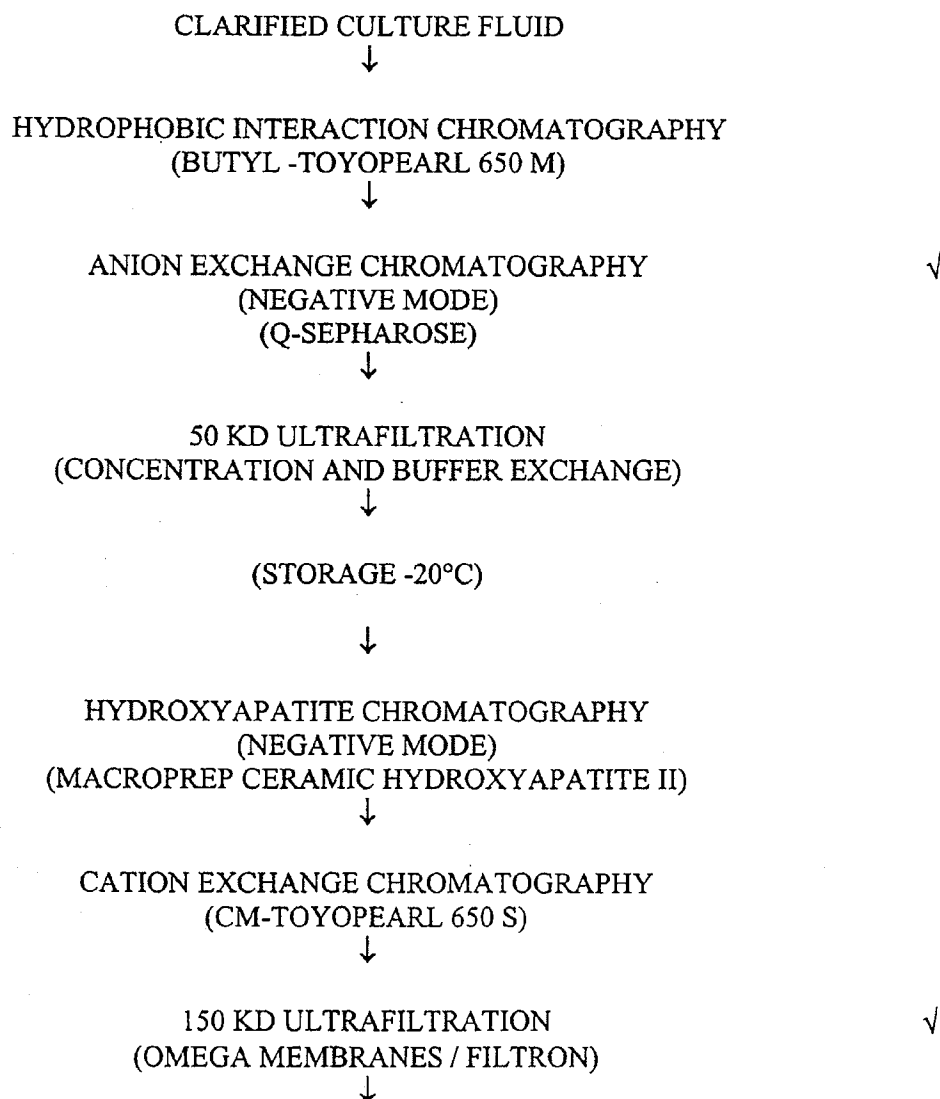 CLARIFIED CULTURE FLUID
↓
HYDROPHOBIC INTERACTION CHROMATOGRAPHY
(BUTYL -TOYOPEARL 650 M)
↓
ANION EXCHANGE CHROMATOGRAPHY √
(NEGATIVE MODE)
(Q-SEPHAROSE)
↓
50 KD ULTRAFILTRATION
(CONCENTRATION AND BUFFER EXCHANGE)
↓
(STORAGE -20°C)
↓
HYDROXYAPATITE CHROMATOGRAPHY
(NEGATIVE MODE)
(MACROPREP CERAMIC HYDROXYAPATITE II)
↓
CATION EXCHANGE CHROMATOGRAPHY
(CM-TOYOPEARL 650 S)
↓
150 KD ULTRAFILTRATION √
(OMEGA MEMBRANES / FILTRON)
↓